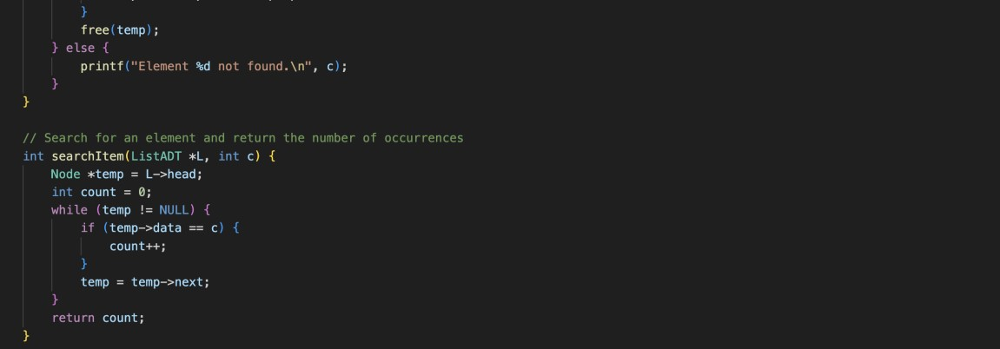 }
        free(temp);
    } else {
        printf("Element %d not found.\n", c);
    }
}

// Search for an element and return the number of occurrences
int searchItem(ListADT *L, int c) {
    Node *temp = L->head;
    int count = 0;
    while (temp != NULL) {
        if (temp->data == c) {
            count++;
        }
        temp = temp->next;
    }
    return count;
}